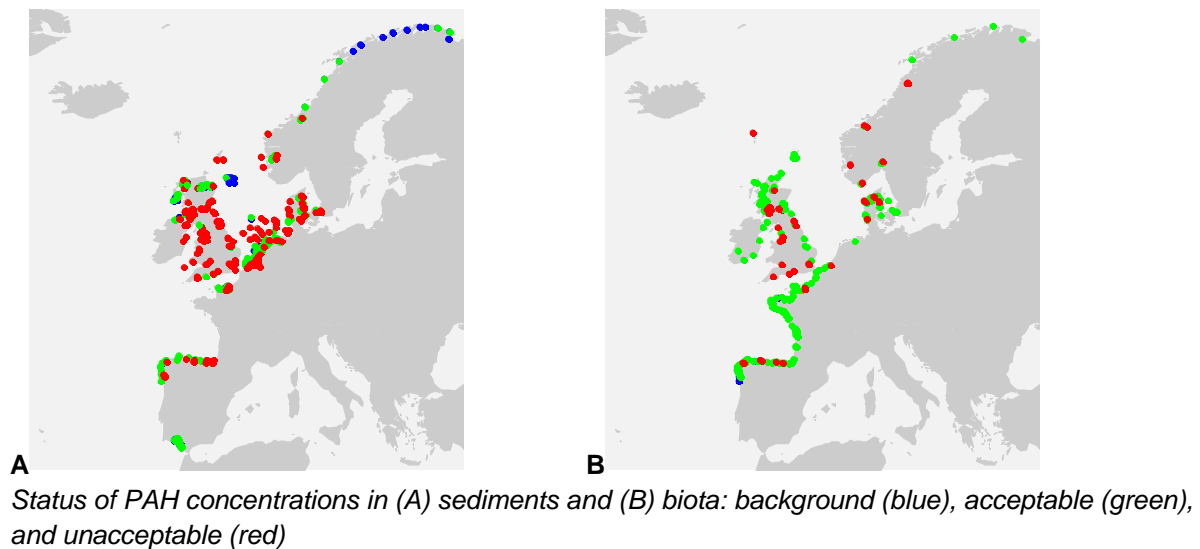 A
B
Status of PAH concentrations in (A) sediments and (B) biota: background (blue), acceptable (green),
and unacceptable (red)